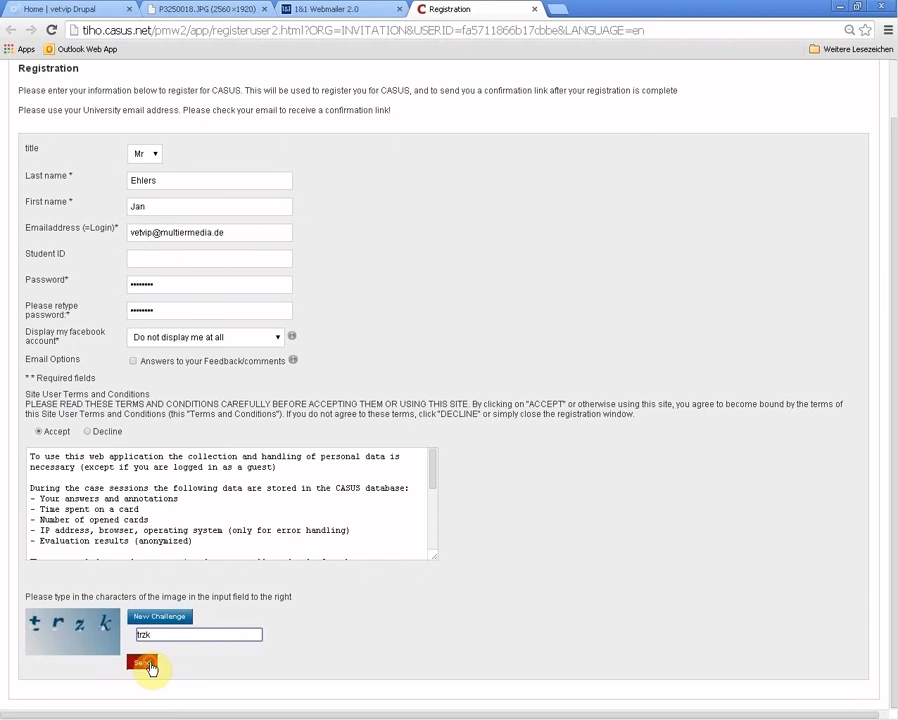 Home | vetvip Drupal
P3250018.JPG (2560×1920)
1&1 Webmailer 2.0
Registration
tiho.casus.net/pmw2/app/registeruser2.html?ORG=INVITATION&USERID=fa5711866b17cbbe&LANGUAGE=en
Apps
Outlook Web App
Weitere Lesezeichen
Registration
Please enter your information below to register for CASUS. This will be used to register you for CASUS, and to send you a confirmation link after your registration is complete
Please use your University email address. Please check your email to receive a confirmation link!
title
Mr
Last name *
Ehlers
First name *
Jan
Emailaddress (=Login)*
vetvip@multiermedia.de
Student ID
Password*
••••••••
Please retype
password:*
••••••••
Display my facebook
account*
Do not display me at all
Email Options
Answers to your Feedback/comments
* * Required fields
Site User Terms and Conditions
PLEASE READ THESE TERMS AND CONDITIONS CAREFULLY BEFORE ACCEPTING THEM OR USING THIS SITE. By clicking on "ACCEPT" or otherwise using this site, you agree to become bound by the terms of
this Site User Terms and Conditions (this "Terms and Conditions"). If you do not agree to these terms, click "DECLINE" or simply close the registration window.
Accept
Decline
To use this web application the collection and handling of personal data is
necessary (except if you are logged in as a guest)
During the case sessions the following data are stored in the CASUS database:
- Your answers and annotations
- Time spent on a card
- Number of opened cards
- IP address, browser, operating system (only for error handling)
- Evaluation results (anonymized)
Please type in the characters of the image in the input field to the right
t r z k
New Challenge
trzk